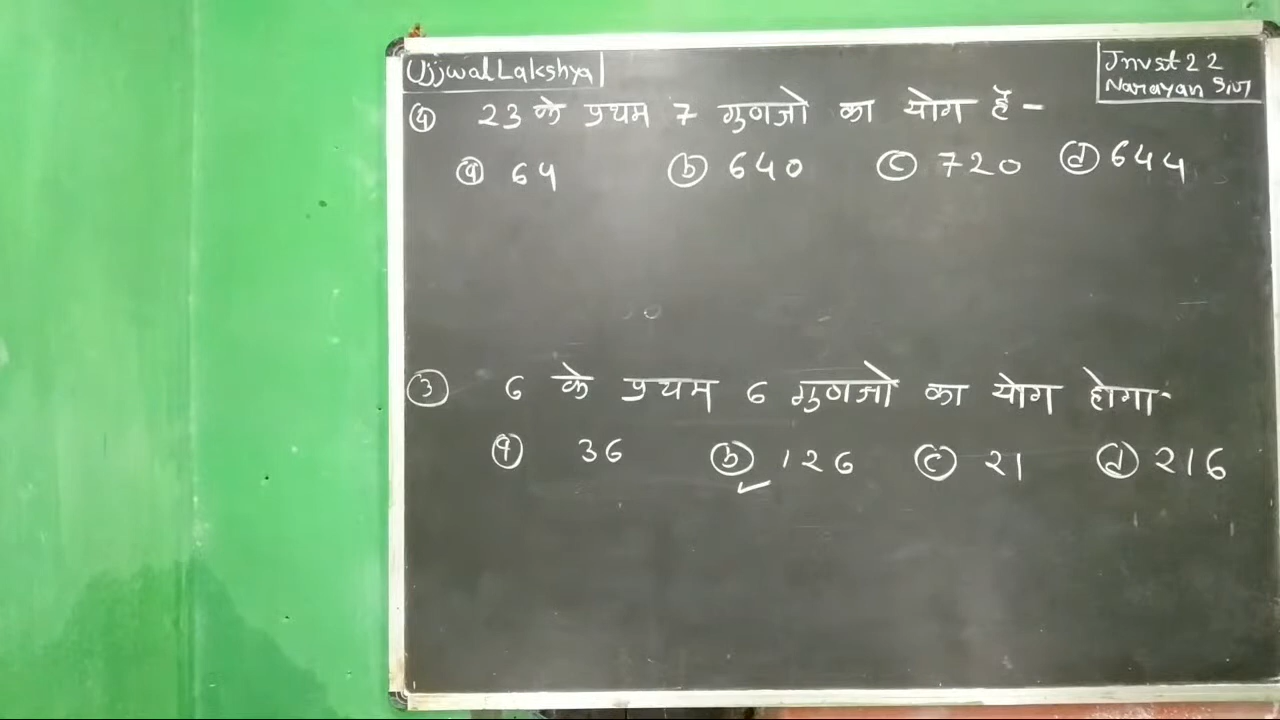 Ujjwal Lakshya
Jnvst 22
Narayan Sir
④ 23 के प्रथम 7 गुणजो का योग हैं -
ⓐ 64 ⓑ 640 ⓒ 720 ⓓ 644
③ 6 के प्रथम 6 गुणजो का योग होगा -
ⓐ 36 ⓑ 126 ⓒ 21 ⓓ 216